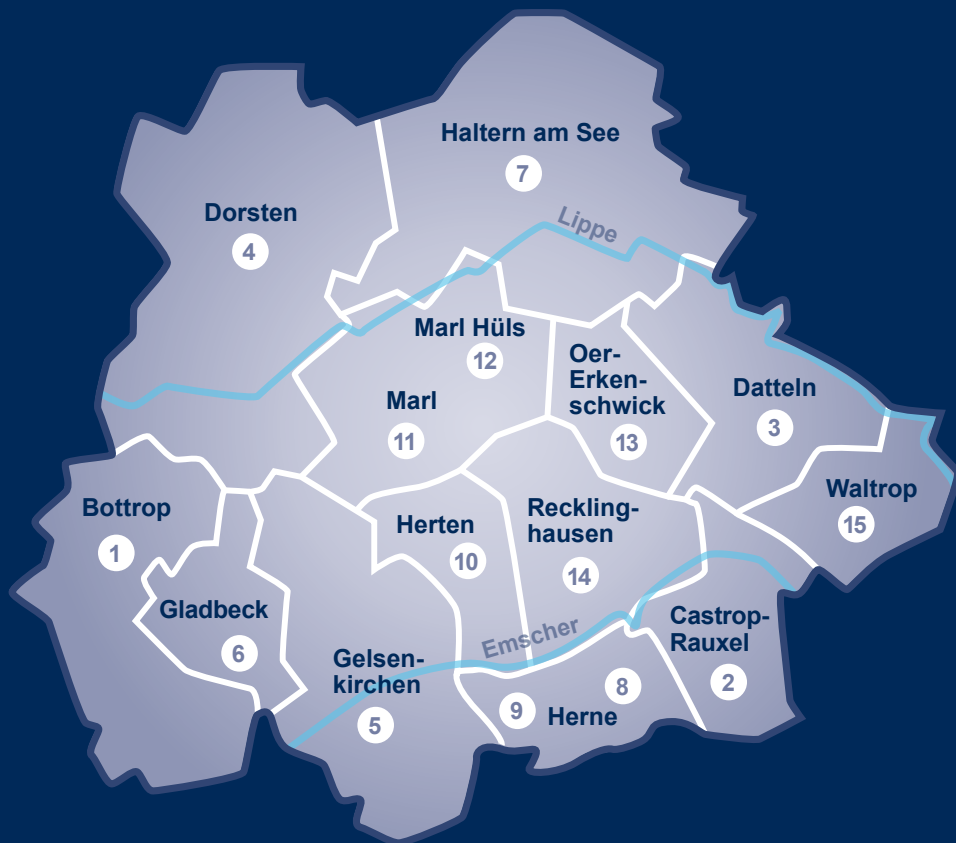 Haltern am See
7
Dorsten
4
Lippe
Marl Hüls
12
Oer-
Erken-
schwick
13
Datteln
3
Marl
11
Waltrop
15
Bottrop
1
Herten
10
Reckling-
hausen
14
Gladbeck
6
Emscher
Castrop-
Rauxel
2
Gelsen-
kirchen
5
8
9
Herne